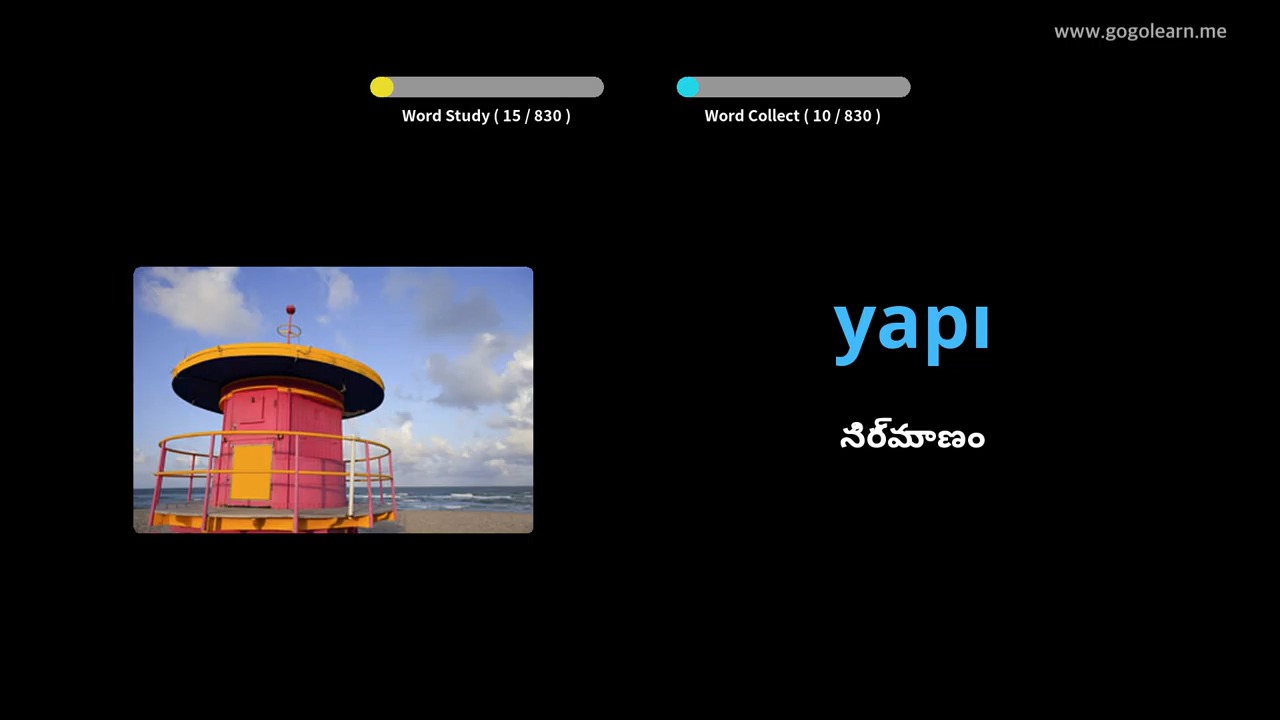 www.gogolearn.me
Word Study ( 15 / 830 )
Word Collect ( 10 / 830 )
yapı
నిర్‌మాణం